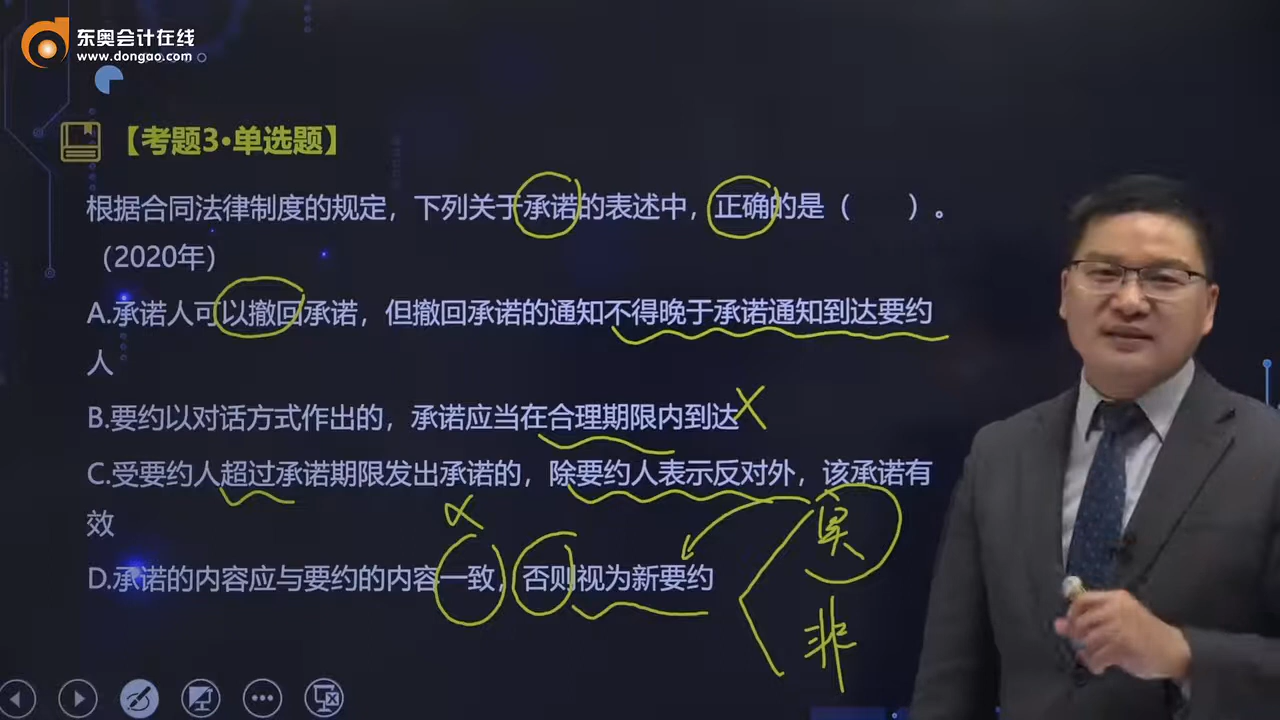 东奥会计在线
www.dongao.com
【考题3·单选题】
根据合同法律制度的规定，下列关于承诺的表述中，正确的是（　　）。
（2020年）
A.承诺人可以撤回承诺，但撤回承诺的通知不得晚于承诺通知到达要约
人
B.要约以对话方式作出的，承诺应当在合理期限内到达
C.受要约人超过承诺期限发出承诺的，除要约人表示反对外，该承诺有
效
D.承诺的内容应与要约的内容一致，否则视为新要约
非